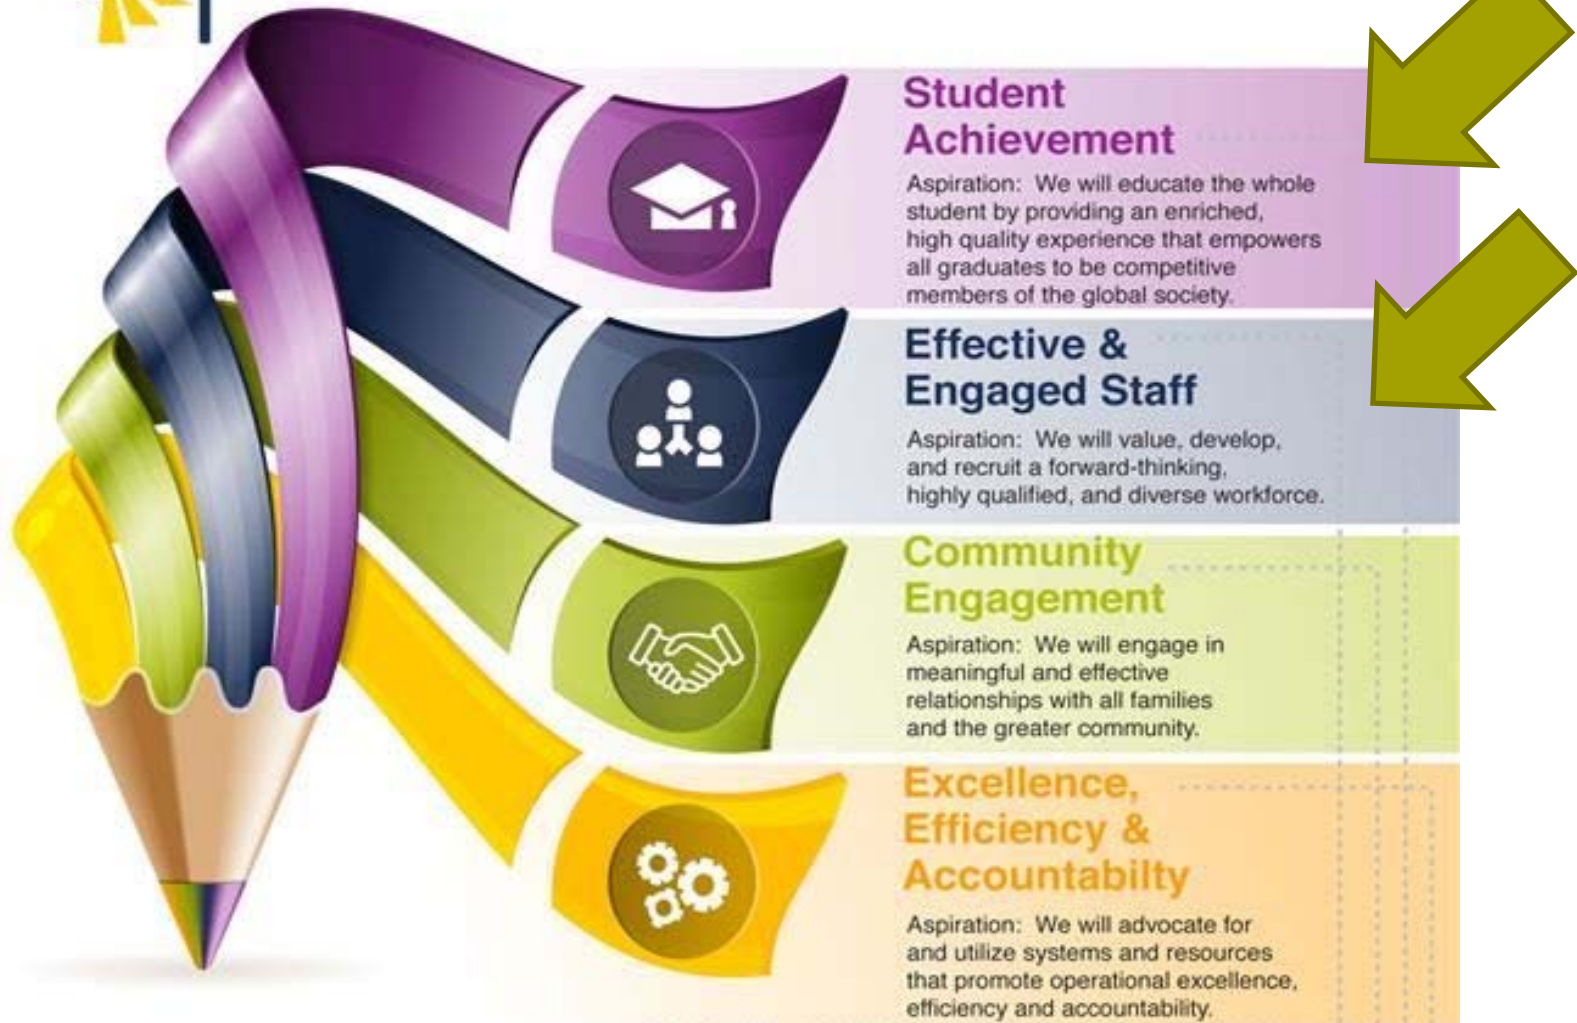 Student
Achievement
Aspiration: We will educate the whole
student by providing an enriched,
high quality experience that empowers
all graduates to be competitive
members of the global society.
Effective &
Engaged Staff
Aspiration: We will value, develop,
and recruit a forward-thinking,
highly qualified, and diverse workforce.
Community
Engagement
Aspiration: We will engage in
meaningful and effective
relationships with all families
and the greater community.
Excellence,
Efficiency &
Accountabilty
Aspiration: We will advocate for
and utilize systems and resources
that promote operational excellence,
efficiency and accountability.